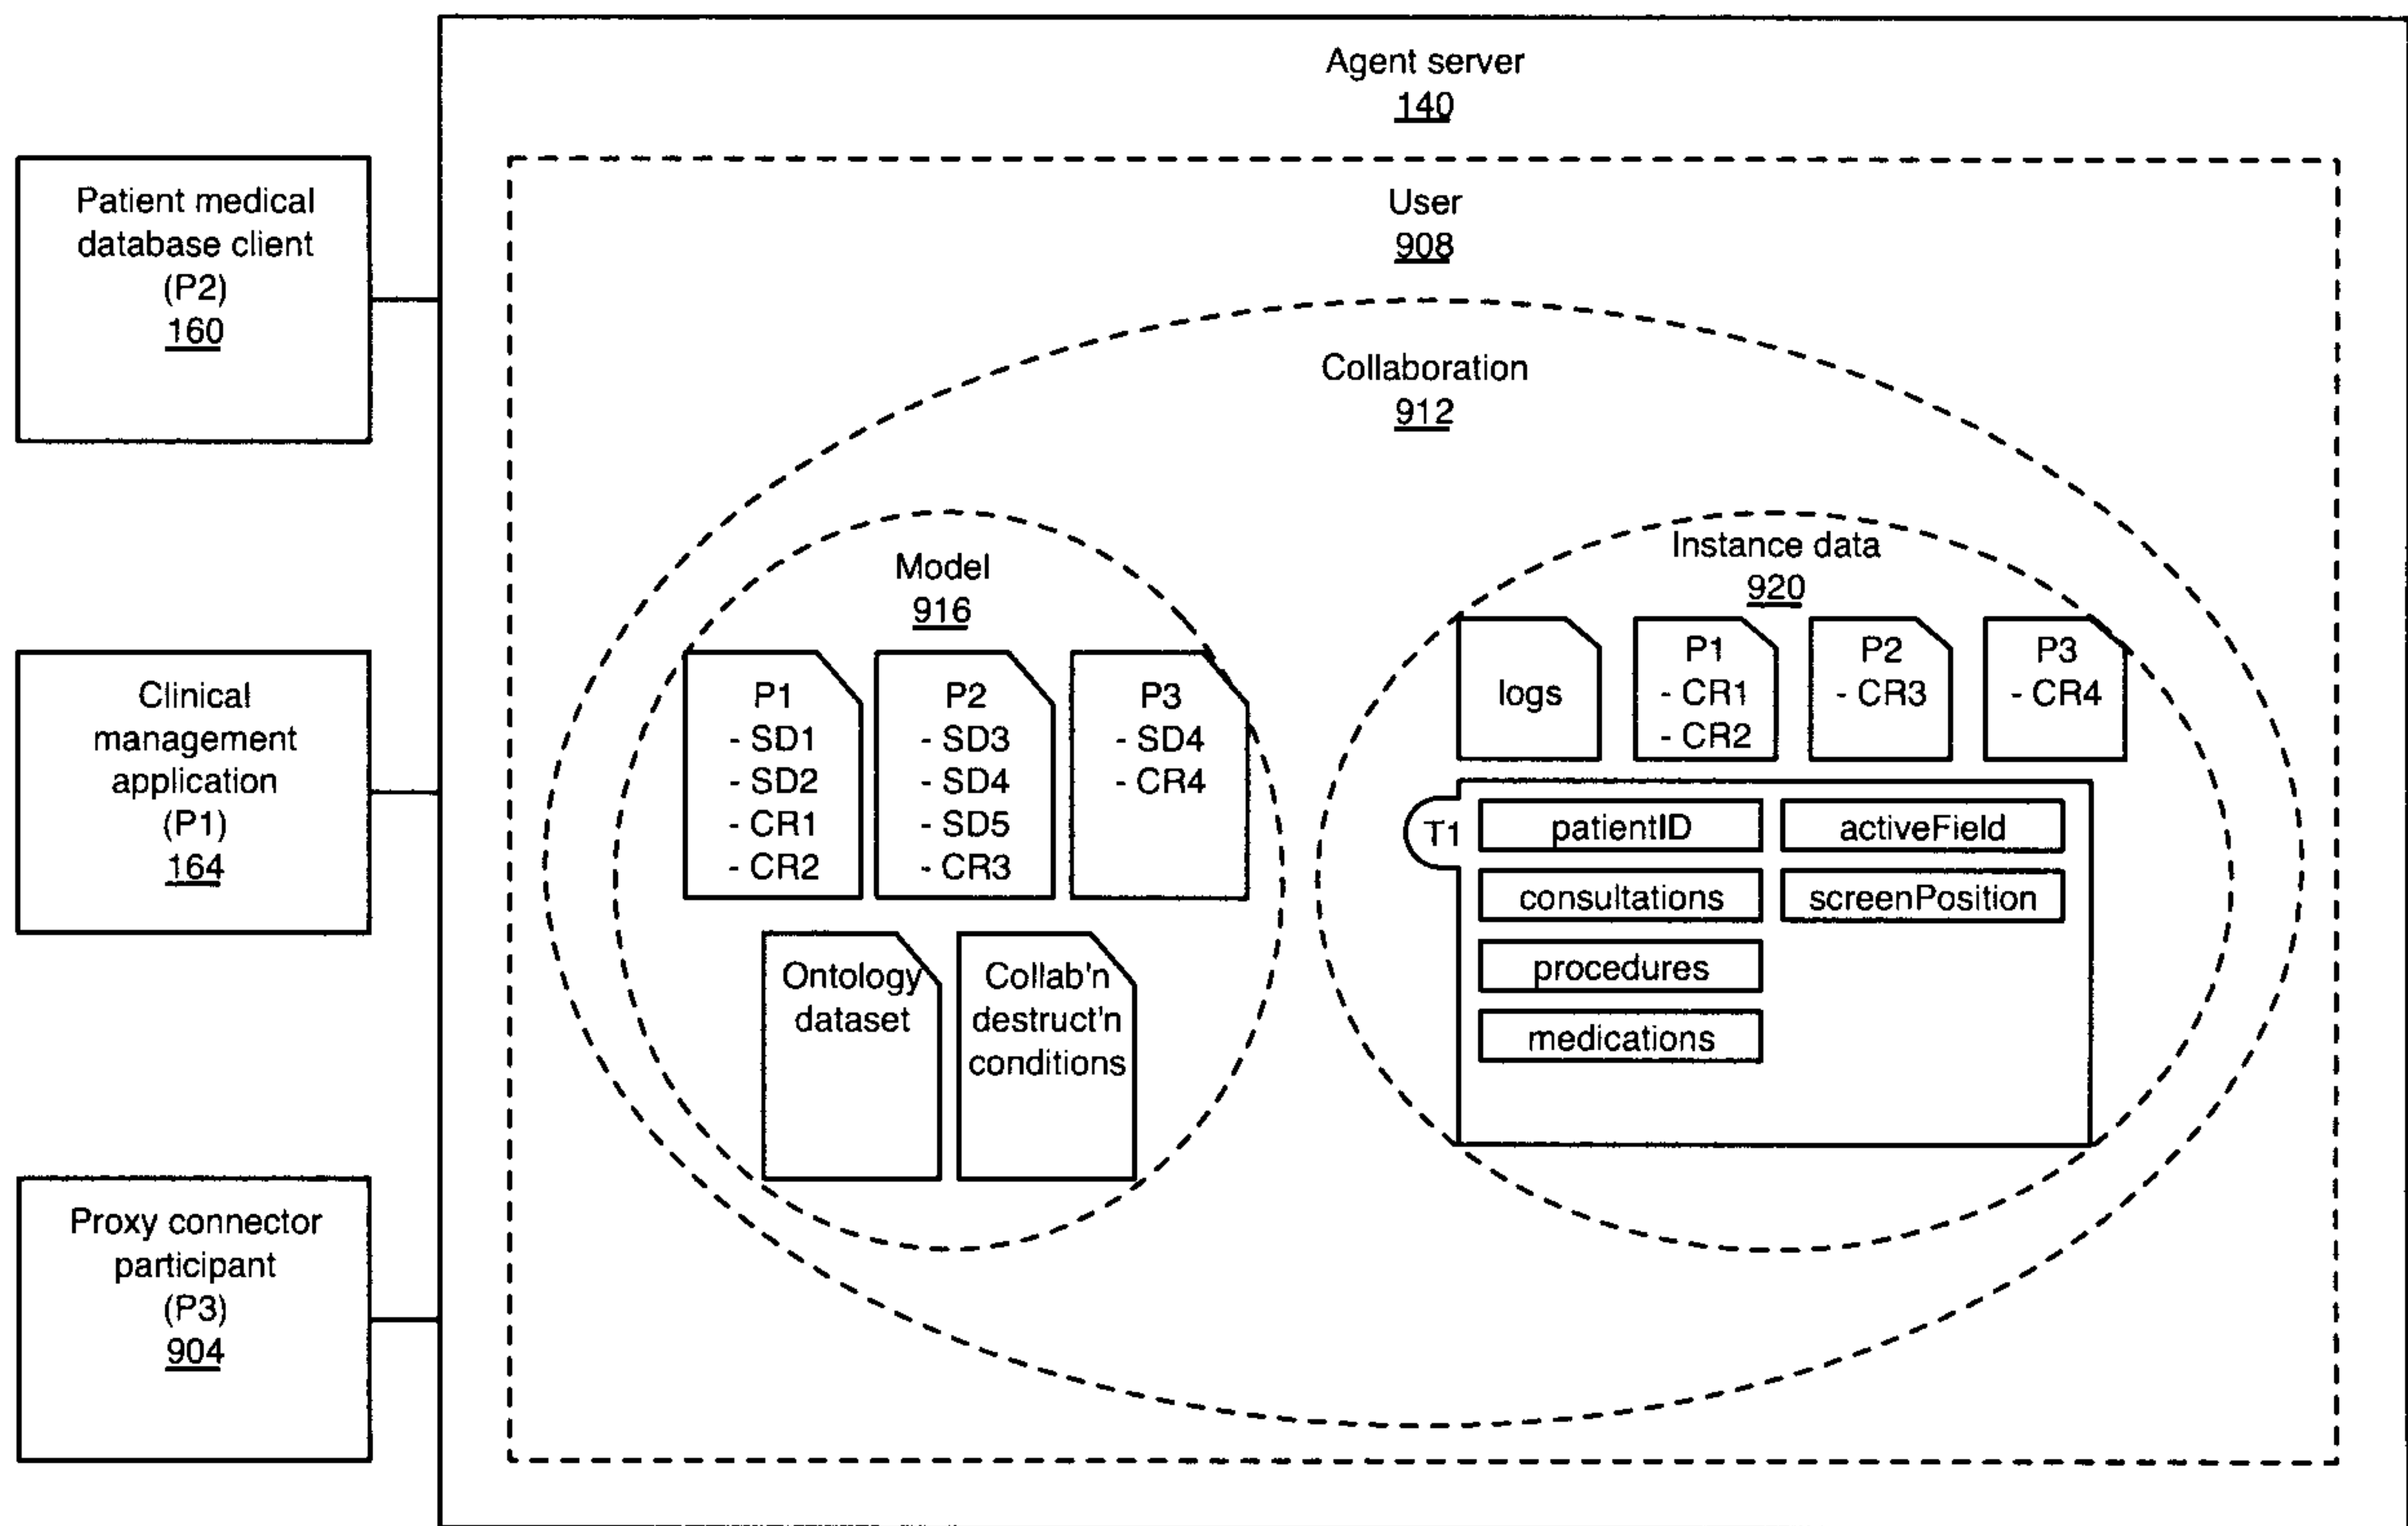 Agent server
140
Patient medical
database client
(P2)
160
Clinical
management
application
(P1)
164
Proxy connector
participant
(P3)
904
User
908
Collaboration
912
Model
916
P1
- SD1
- SD2
- CR1
- CR2
P2
- SD3
- SD4
- SD5
- CR3
P3
- SD4
- CR4
Ontology
dataset
Collab'n
destruct'n
conditions
Instance data
920
logs
P1
- CR1
- CR2
P2
- CR3
P3
- CR4
T1
patientID
activeField
consultations
screenPosition
procedures
medications